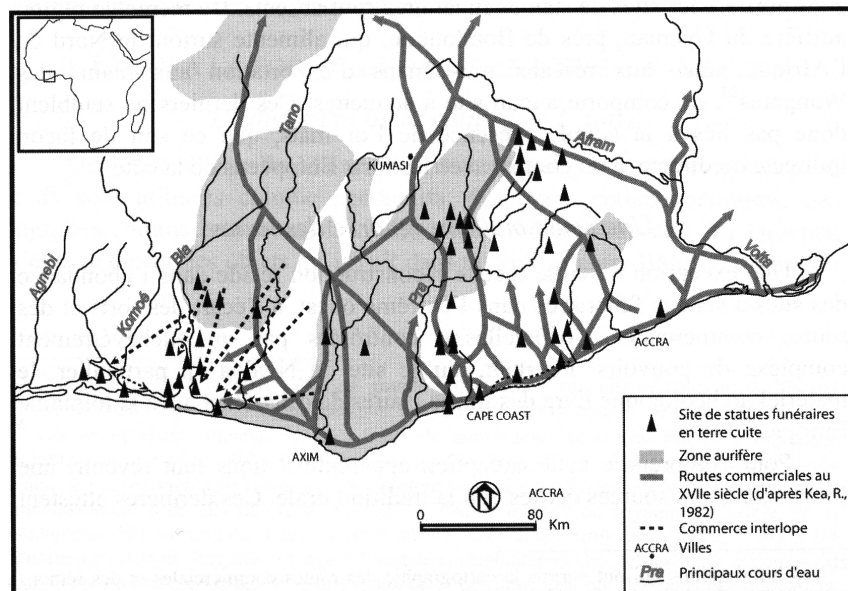 Tano
Afram
KUMASI
Bia
Agnebi
Komoé
Pra
Volta
ACCRA
CAPE COAST
AXIM
N
ACCRA
0 80
Km
Site de statues funéraires
en terre cuite
Zone aurifère
Routes commerciales au
XVIIe siècle (d'après Kea, R.,
1982)
Commerce interlope
ACCRA Villes
Pra Principaux cours d'eau